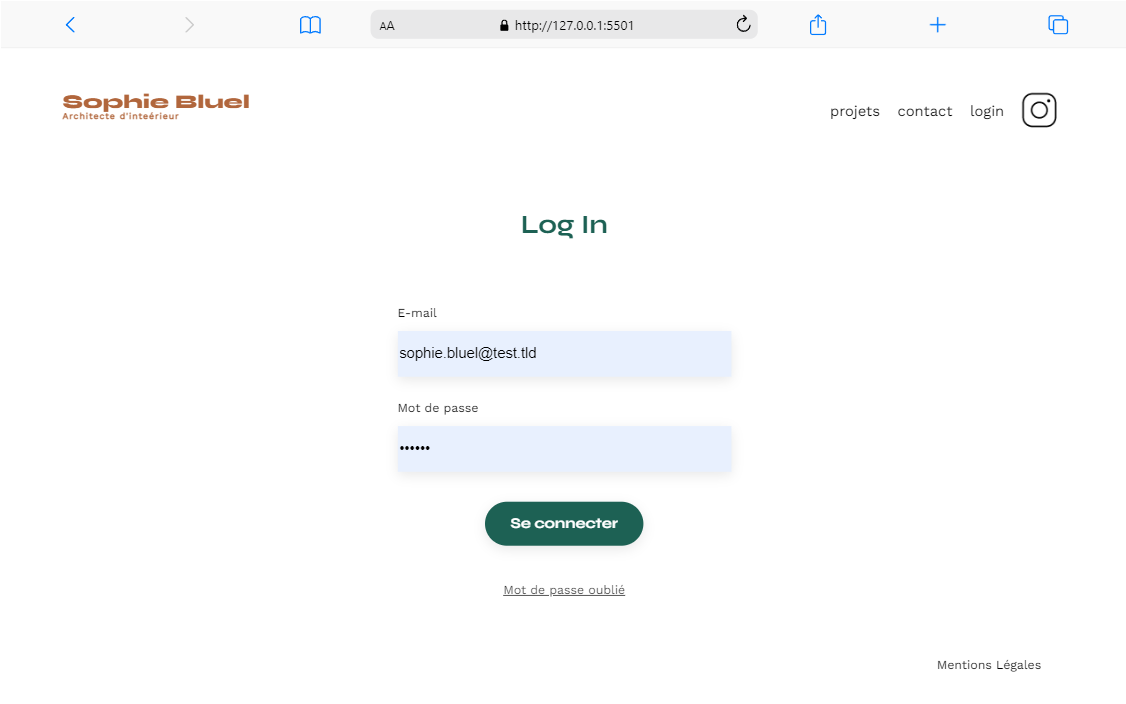 AA
http://127.0.0.1:5501
Sophie Bluel
Architecte d'inteérieur
projets contact login
Log In
E-mail
sophie.bluel@test.tld
Mot de passe
••••••
Se connecter
Mot de passe oublié
Mentions Légales